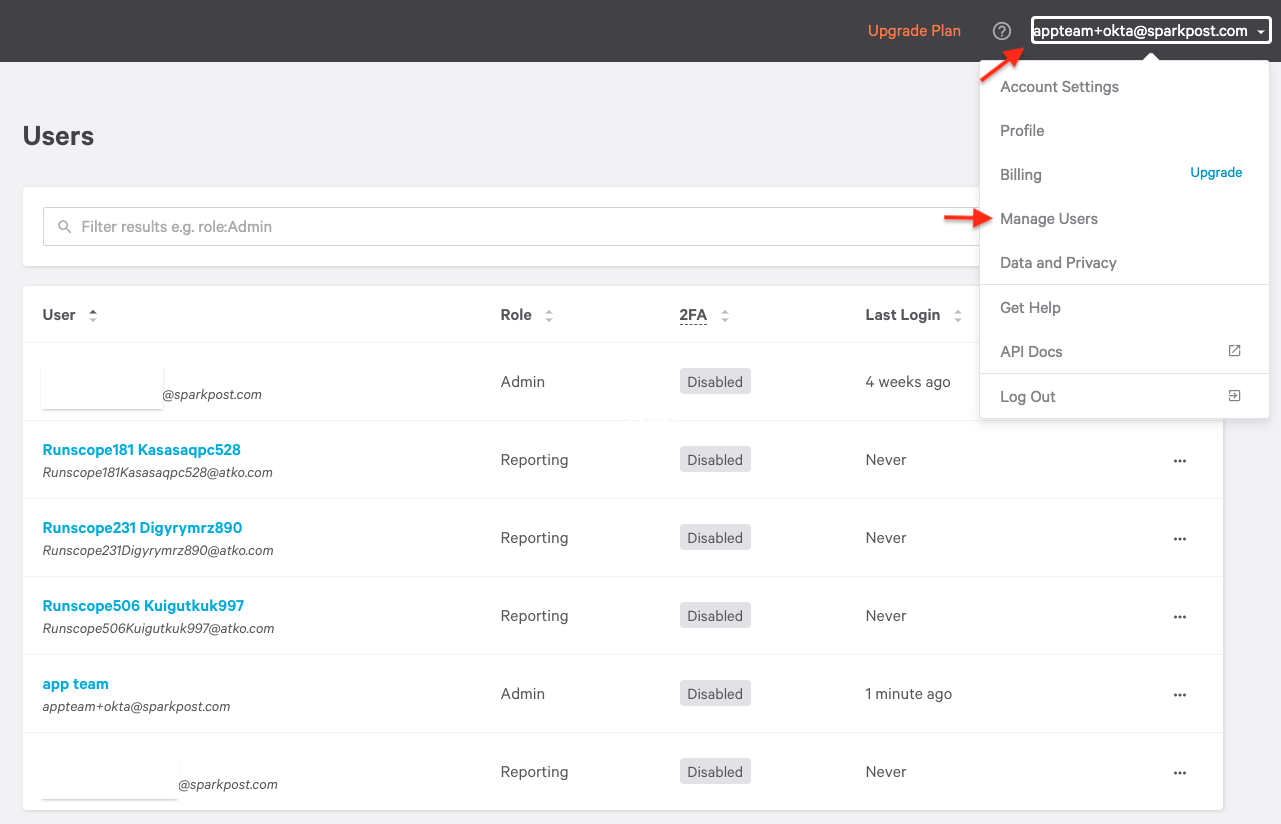 Upgrade Plan
appteam+okta@sparkpost.com
Account Settings
Profile
Billing Upgrade
Manage Users
Data and Privacy
Get Help
API Docs
Log Out
Users
Filter results e.g. role:Admin
User Role 2FA Last Login
@sparkpost.com Admin Disabled 4 weeks ago
Runscope181 Kasasaqpc528
Runscope181Kasasaqpc528@atko.com Reporting Disabled Never
Runscope231 Digyrymrz890
Runscope231Digyrymrz890@atko.com Reporting Disabled Never
Runscope506 Kuigutkuk997
Runscope506Kuigutkuk997@atko.com Reporting Disabled Never
app team
appteam+okta@sparkpost.com Admin Disabled 1 minute ago
@sparkpost.com Reporting Disabled Never